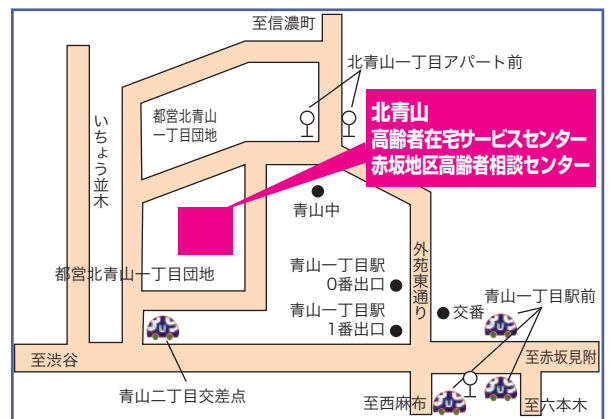 至信濃町
北青山一丁目アパート前
いちょう並木
都営北青山
一丁目団地
北青山
高齢者在宅サービスセンター
赤坂地区高齢者相談センター
青山中
都営北青山一丁目団地
青山一丁目駅
0番出口
外苑東通り
青山一丁目駅
1番出口
交番
青山一丁目駅前
至渋谷
至赤坂見附
青山二丁目交差点
至西麻布
至六本木